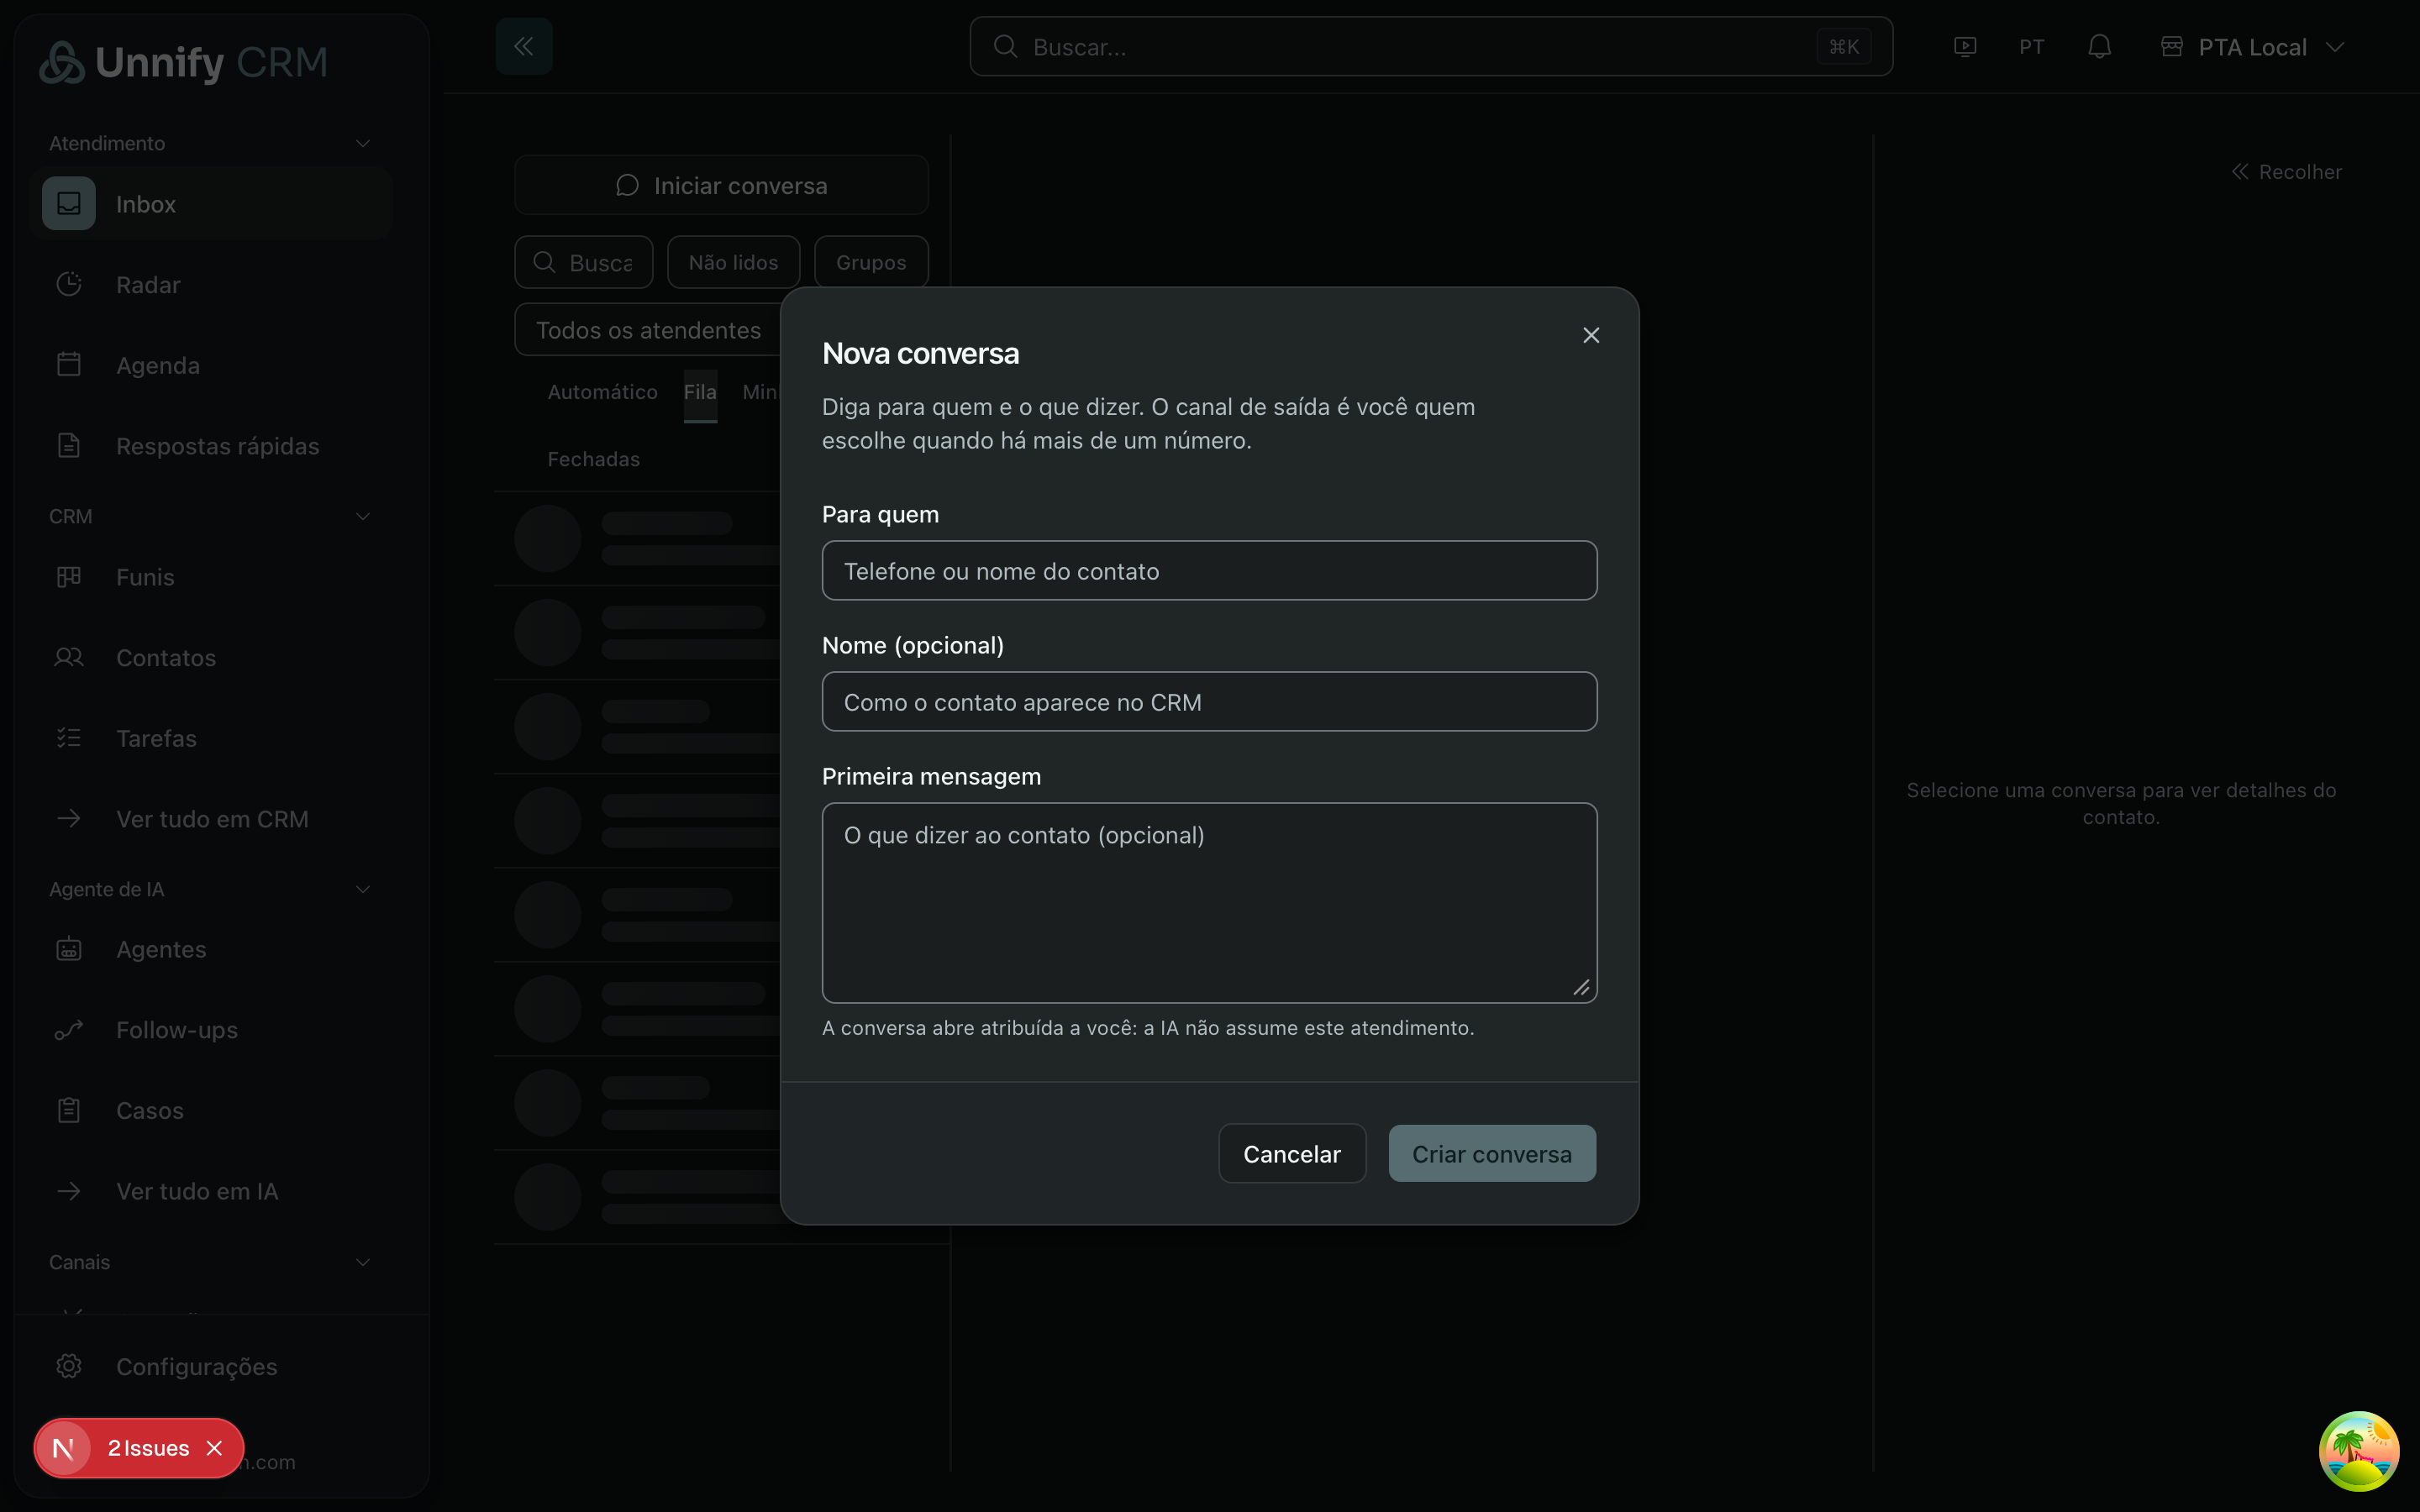 Unnify CRM
Atendimento
Inbox
Radar
Agenda
Respostas rápidas
CRM
Funis
Contatos
Tarefas
Ver tudo em CRM
Agente de IA
Agentes
Follow-ups
Casos
Ver tudo em IA
Canais
Configurações
2 Issues
n.com
Buscar...
⌘K
PT
PTA Local
Iniciar conversa
Busca
Não lidos
Grupos
Todos os atendentes
Automático
Fila
Fechadas
Nova conversa
Diga para quem e o que dizer. O canal de saída é você quem
escolhe quando há mais de um número.
Para quem
Telefone ou nome do contato
Nome (opcional)
Como o contato aparece no CRM
Primeira mensagem
O que dizer ao contato (opcional)
A conversa abre atribuída a você: a IA não assume este atendimento.
Cancelar
Criar conversa
Recolher
Selecione uma conversa para ver detalhes do
contato.